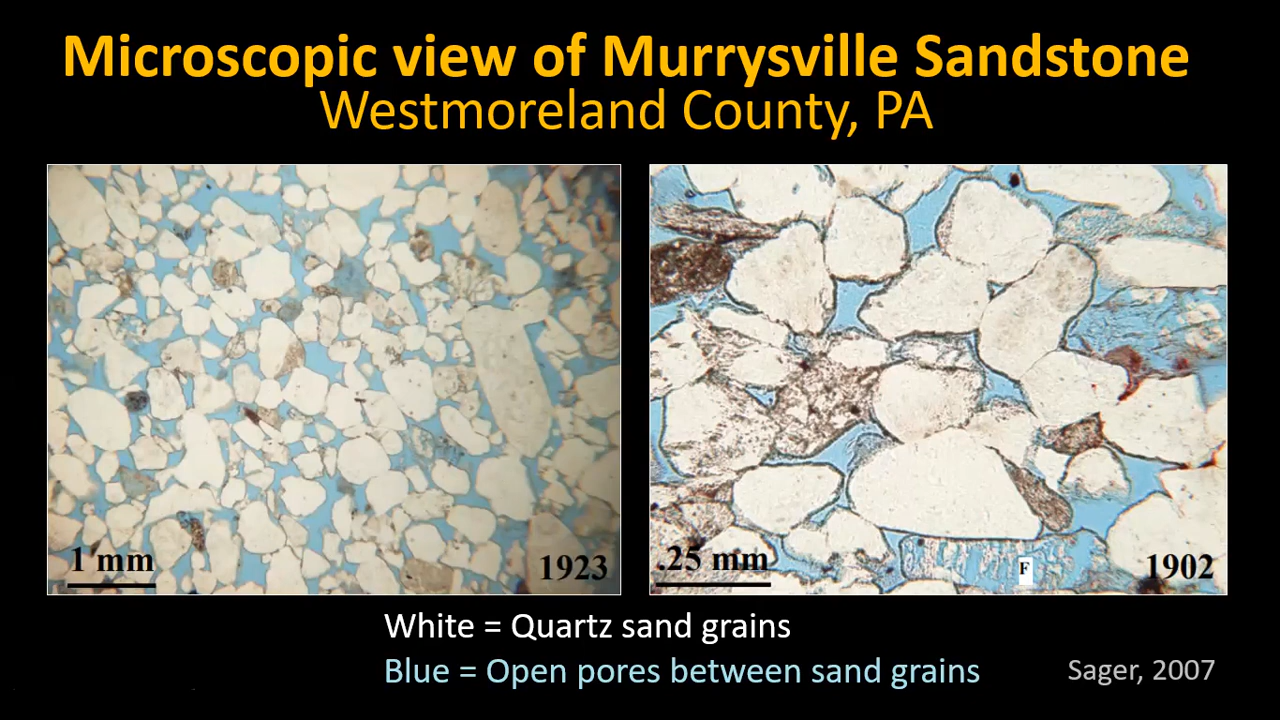 Microscopic view of Murrysville Sandstone
Westmoreland County, PA
1 mm
1923
.25 mm
F
1902
White = Quartz sand grains
Blue = Open pores between sand grains
Sager, 2007